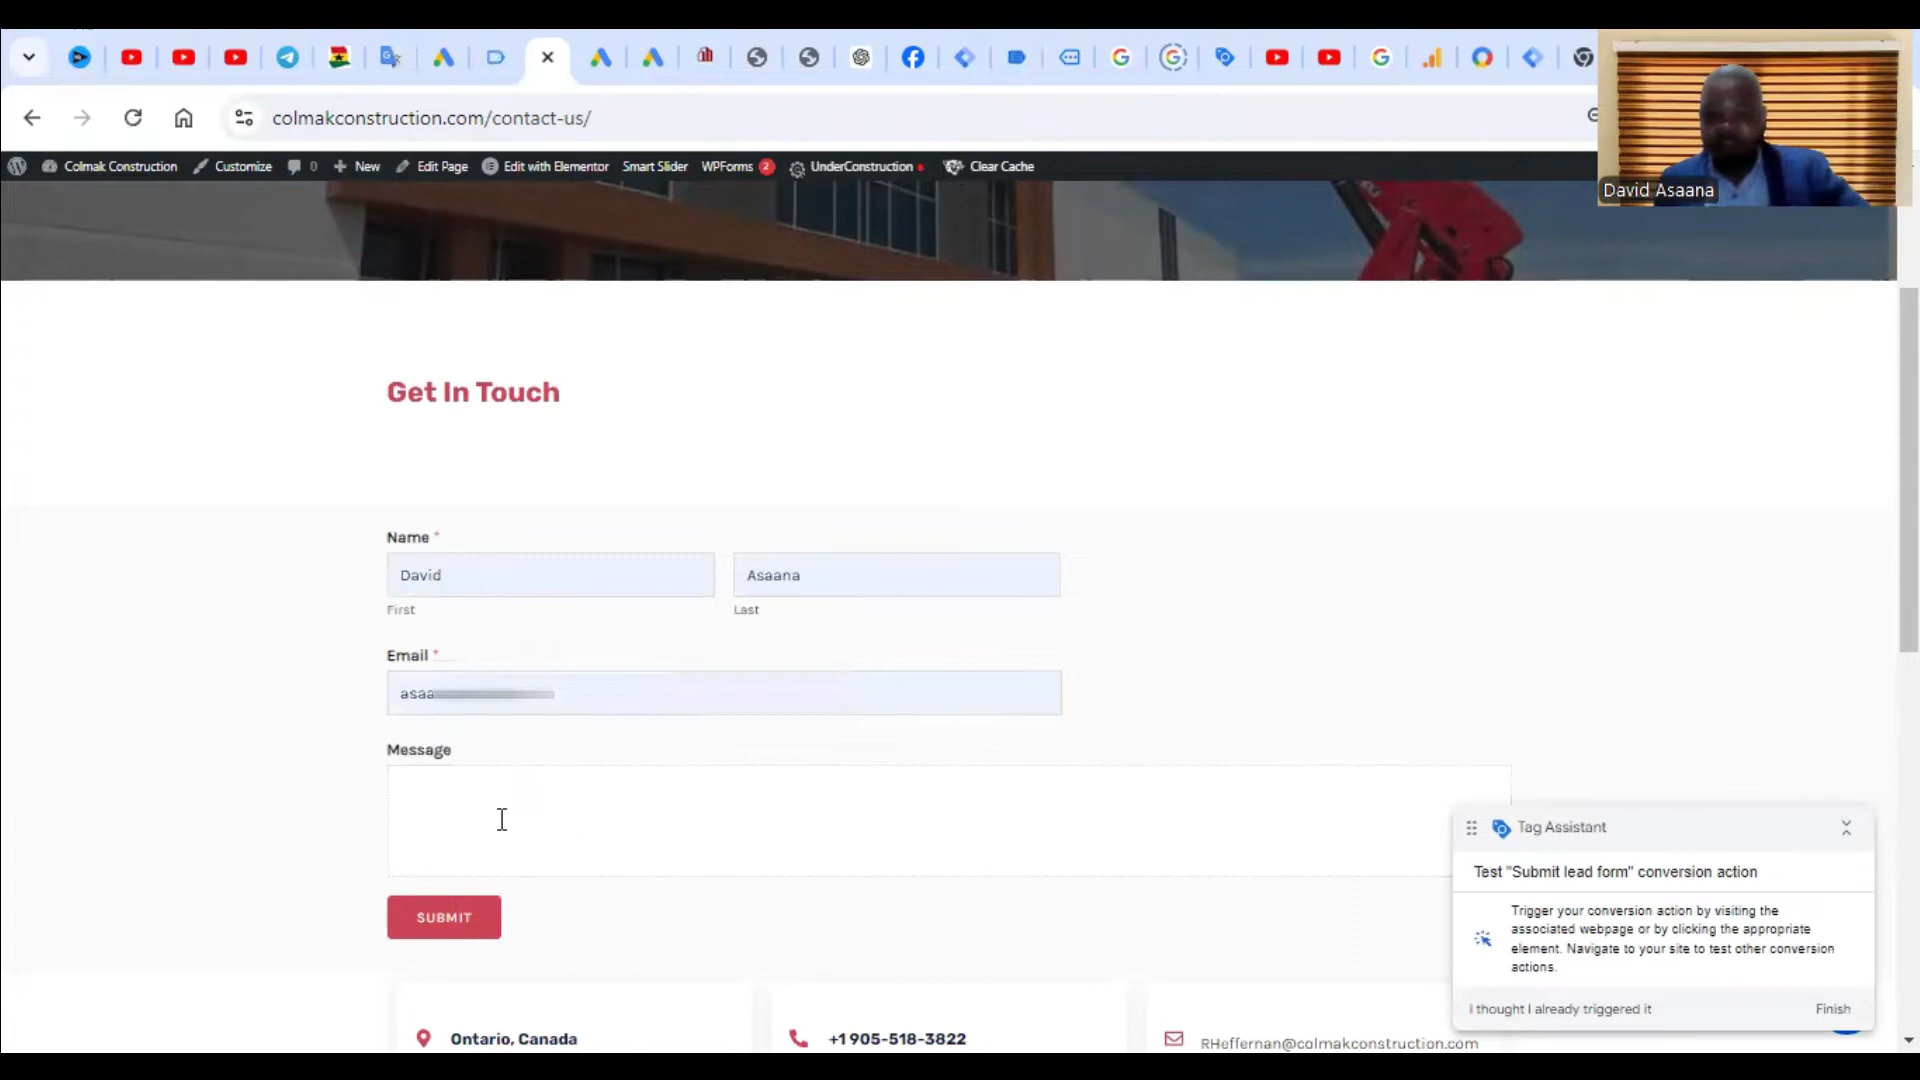 colmakconstruction.com/contact-us/
Colmak Construction Customize 0 New Edit Page Edit with Elementor Smart Slider WPForms 2 UnderConstruction Clear Cache
David Asaana
Get In Touch
Name *
David Asaana
First Last
Email *
asaa
Message
SUBMIT
Tag Assistant
Test "Submit lead form" conversion action
Trigger your conversion action by visiting the
associated webpage or by clicking the appropriate
element. Navigate to your site to test other conversion
actions.
I thought I already triggered it Finish
Ontario, Canada +1 905-518-3822 RHeffernan@colmakconstruction.com